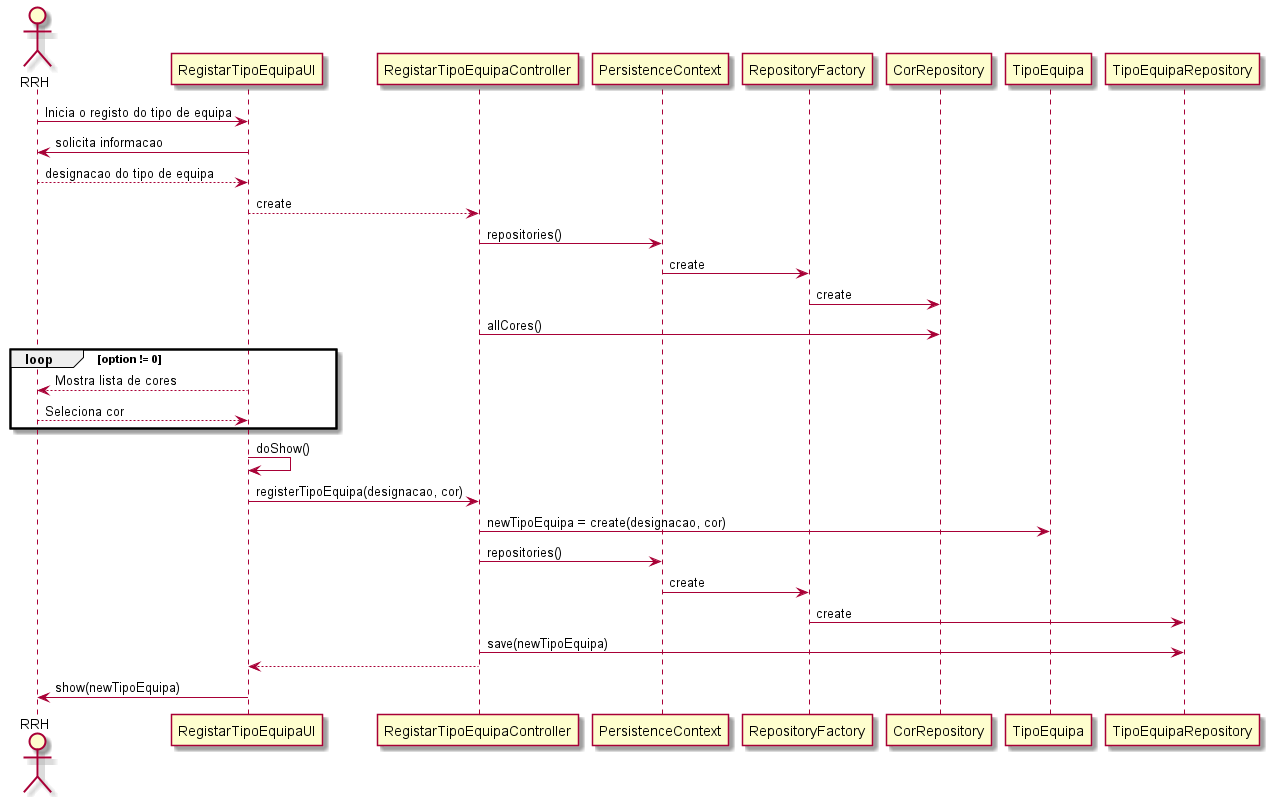 RRH
RegistarTipoEquipaUI
RegistarTipoEquipaController
PersistenceContext
RepositoryFactory
CorRepository
TipoEquipa
TipoEquipaRepository
Inicia o registo do tipo de equipa
solicita informacao
designacao do tipo de equipa
create
repositories()
create
create
allCores()
loop [option != 0]
Mostra lista de cores
Seleciona cor
doShow()
registerTipoEquipa(designacao, cor)
newTipoEquipa = create(designacao, cor)
repositories()
create
create
save(newTipoEquipa)
show(newTipoEquipa)
RRH
RegistarTipoEquipaUI
RegistarTipoEquipaController
PersistenceContext
RepositoryFactory
CorRepository
TipoEquipa
TipoEquipaRepository